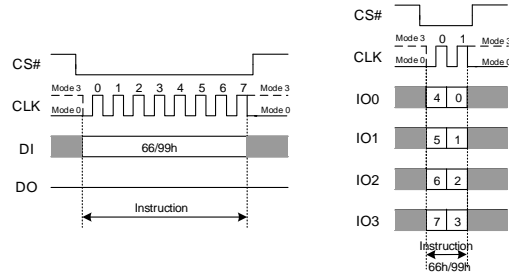 CS#
Mode 3 0 1 2 3 4 5 6 7 Mode 3
CLK Mode 0 Mode 0
DI 66/99h
DO
Instruction
CS#
Mode 3 0 1 Mode 3
CLK Mode 0 Mode 0
IO0 4 0
IO1 5 1
IO2 6 2
IO3 7 3
Instruction
66h/99h